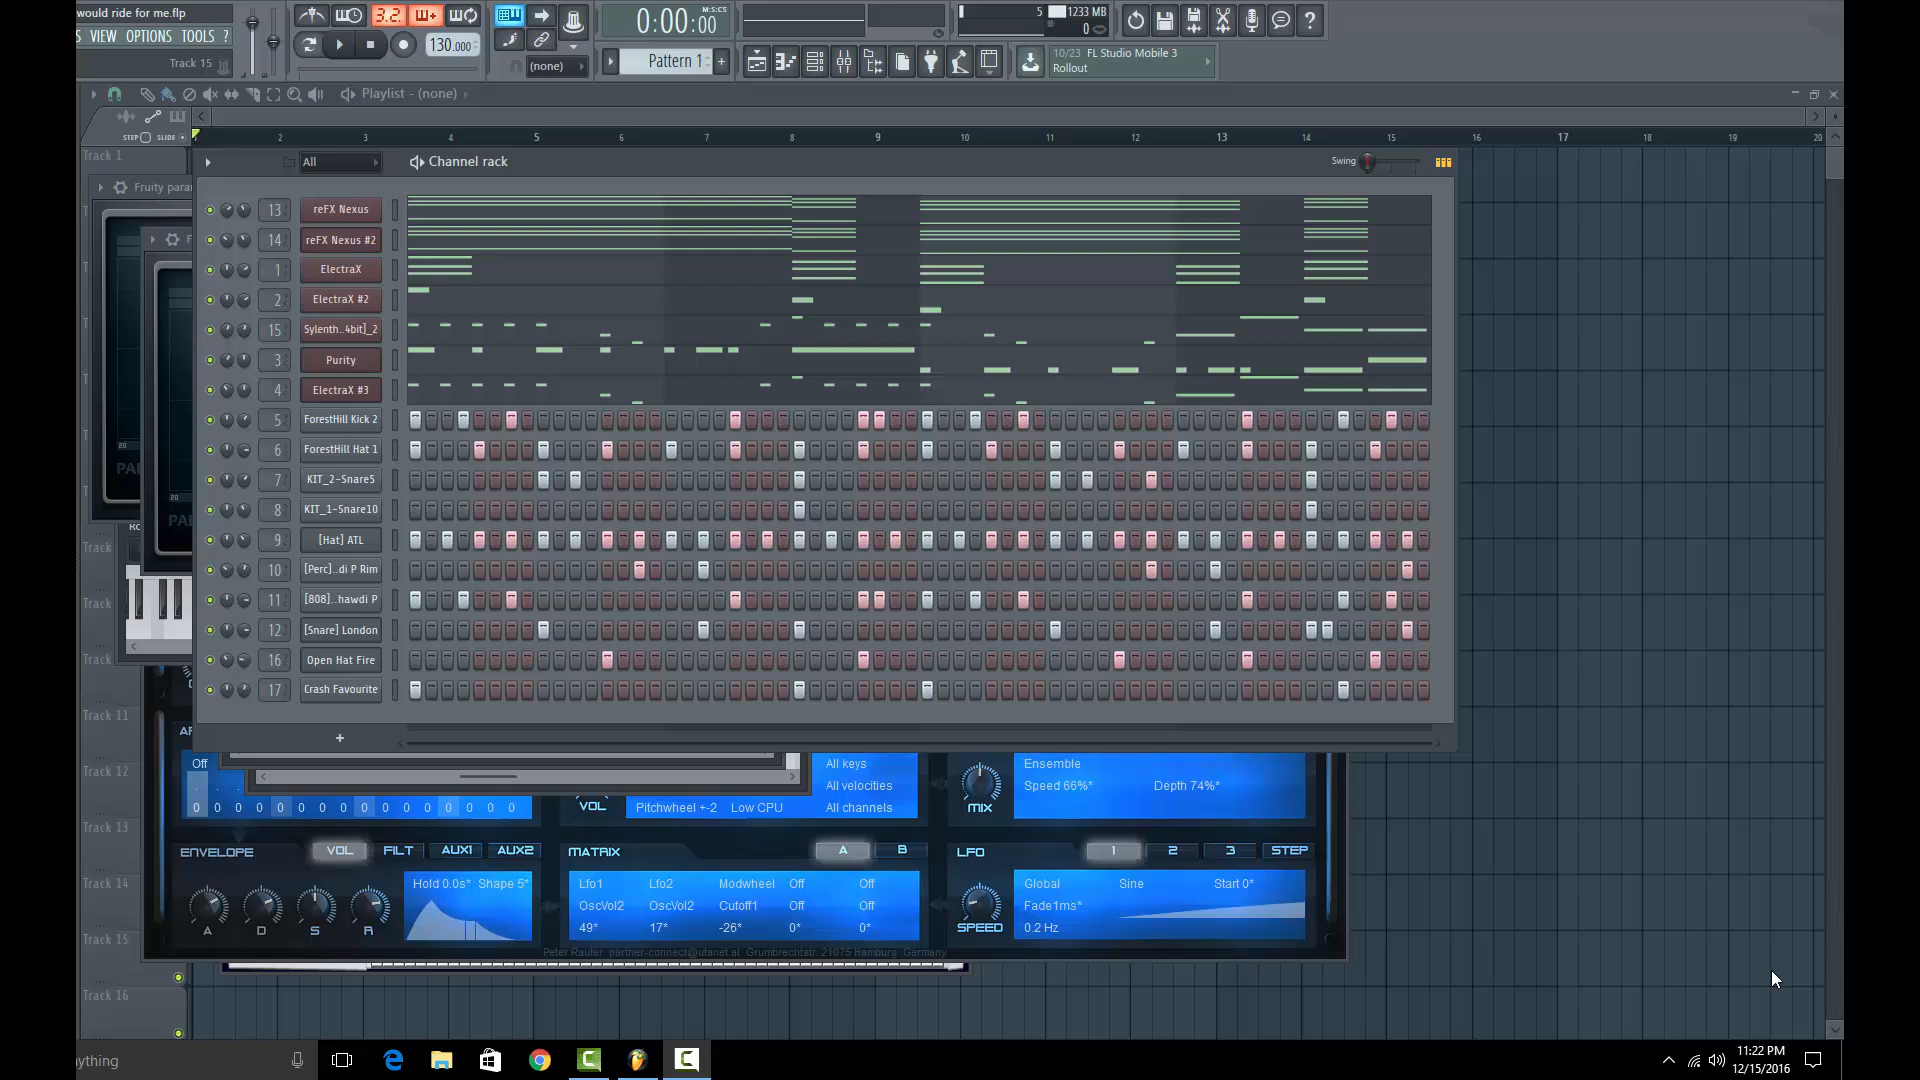 would ride for me.flp
S VIEW OPTIONS TOOLS ?
Track 15
3.2.
130.000
(none)
0:00:00
M:S:CS
Pattern 1
5
1233 MB
0
10/23 FL Studio Mobile 3
Rollout
Playlist - (none)
STEP SLIDE
2 3 4 5 6 7 8 9 10 11 12 13 14 15 16 17 18 19 20
Track 1
All
Channel rack
Swing
Fruity para
13 reFX Nexus
14 reFX Nexus #2
1 ElectraX
2 ElectraX #2
15 Sylenth..4bit]_2
3 Purity
4 ElectraX #3
5 ForestHill Kick 2
6 ForestHill Hat 1
7 KIT_2~Snare5
8 KIT_1~Snare10
9 [Hat] ATL
10 [Perc]..di P Rim
11 [808]..hawdi P
12 [Snare] London
16 Open Hat Fire
17 Crash Favourite
20
20
Track
Track
Track
Track 11
Track 12
Track 13
Track 14
Track 15
Track 16
Off
0 0 0 0 0 0 0 0 0 0 0 0 0 0 0 0
VOL
Pitchwheel +-2 Low CPU
All keys
All velocities
All channels
MIX
Ensemble
Speed 66%* Depth 74%*
ENVELOPE VOL FILT AUX1 AUX2
A D S R
Hold 0.0s* Shape 5*
MATRIX A B
Lfo1 Lfo2 Modwheel Off Off
OscVol2 OscVol2 Cutoff1 Off Off
49* 17* -26* 0* 0*
LFO 1 2 3 STEP
SPEED
Global Sine Start 0*
Fade1ms*
0.2 Hz
Peter Rauter partner-connect@utanet.at Grumbrechtstr. 21075 Hamburg Germany
ything
11:22 PM
12/15/2016